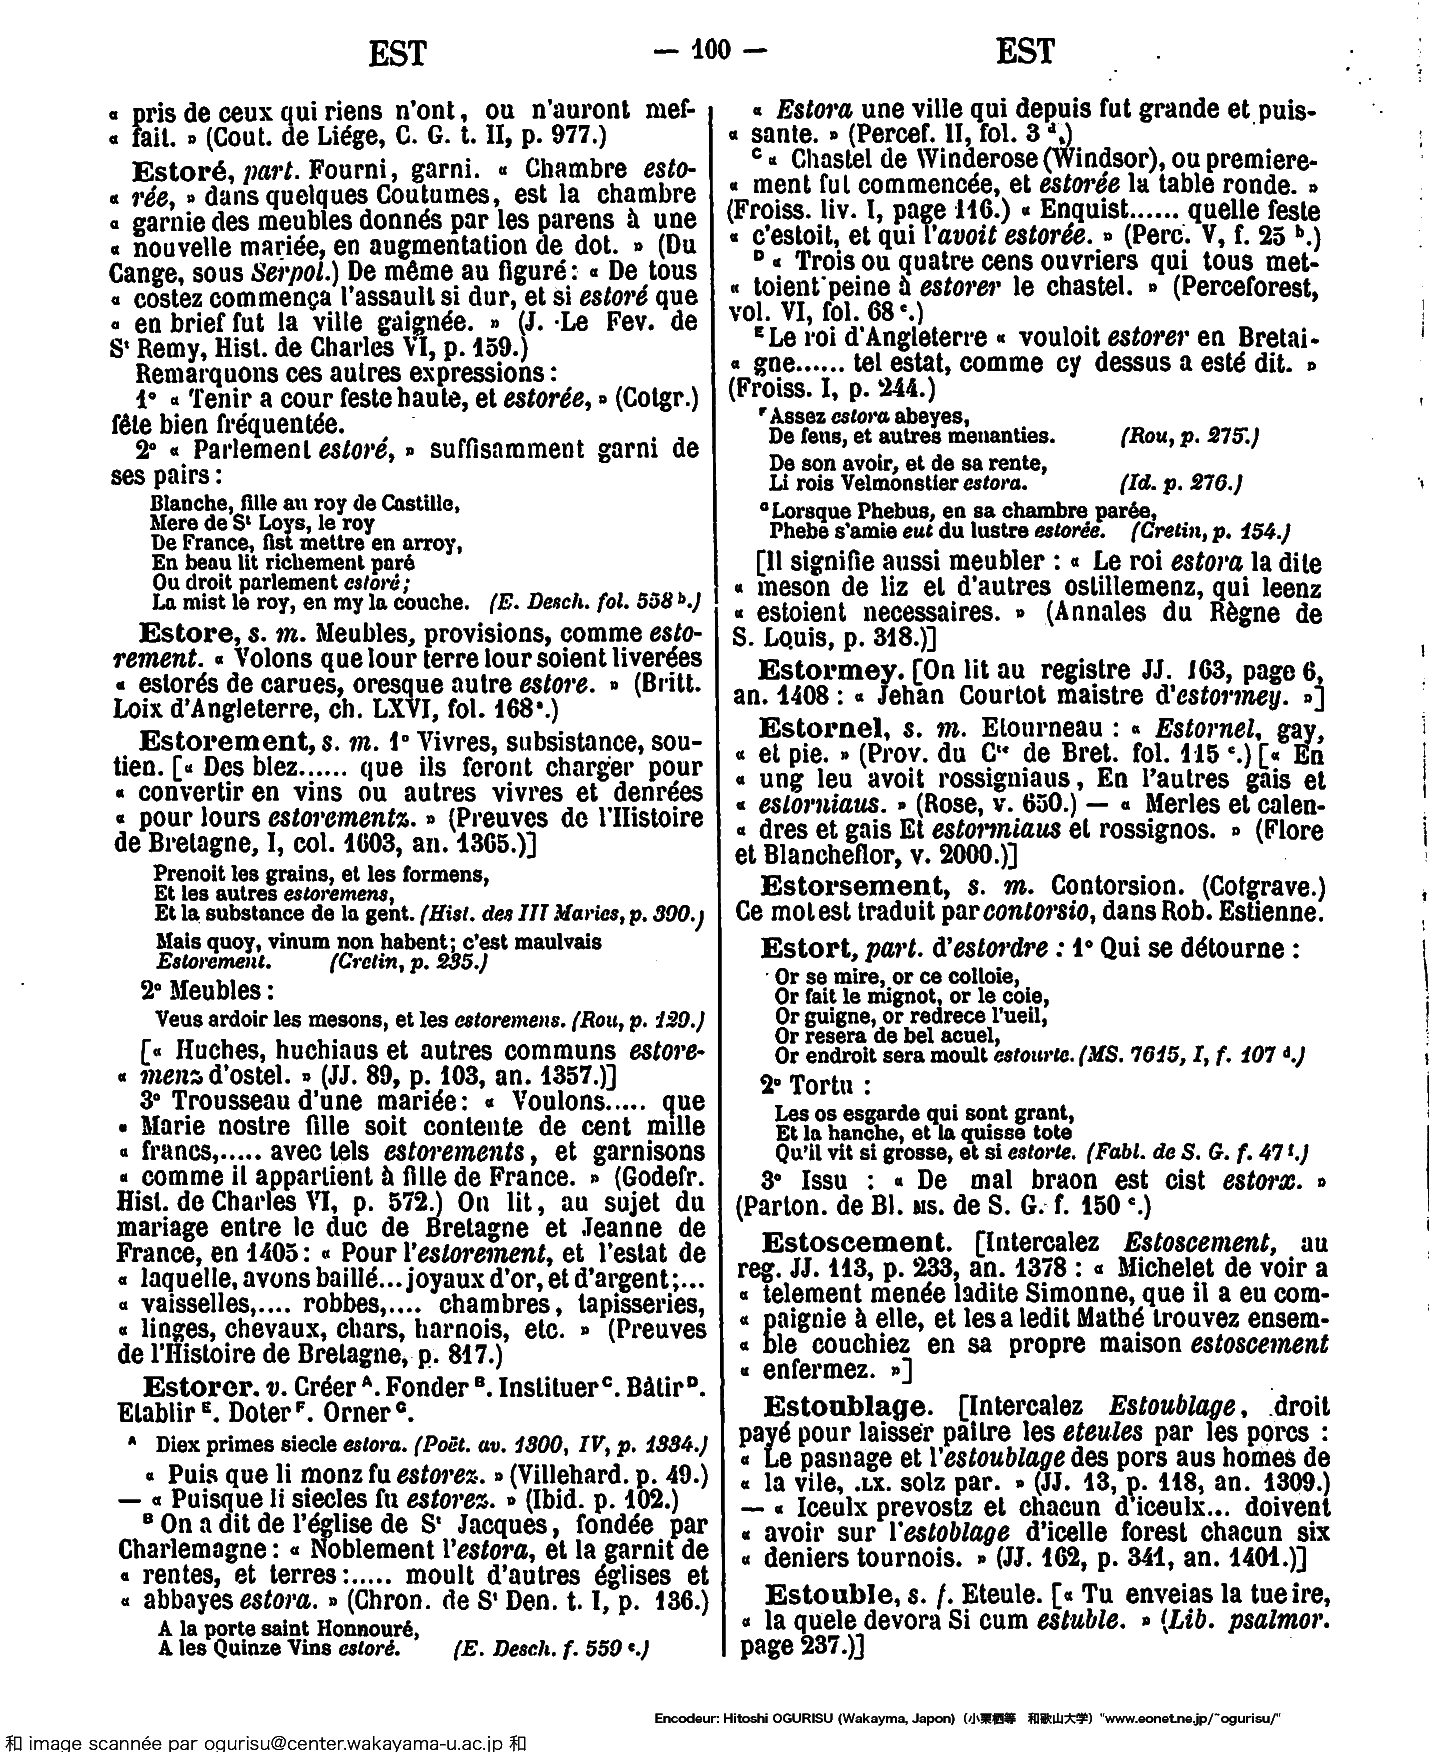 EST — 100 — EST
« pris de ceux qui riens n'ont, ou n'auront mef-
« fait. » (Cout. de Liége, C. G. t. II, p. 977.)
Estoré, part. Fourni, garni. « Chambre esto-
« rée, » dans quelques Coutumes, est la chambre
« garnie des meubles donnés par les parens à une
« nouvelle mariée, en augmentation de dot. » (Du
Cange, sous Serpol.) De même au figuré : « De tous
« costez commença l'assault si dur, et si estoré que
« en brief fut la ville gaignée. » (J. Le Fev. de
St Remy, Hist. de Charles VI, p. 159.)
Remarquons ces autres expressions :
1° « Tenir a cour feste haute, et estorée, » (Cotgr.)
fête bien fréquentée.
2° « Parlement estoré, » suffisamment garni de
ses pairs :
Blanche, fille au roy de Castille,
Mere de St Loys, le roy
De France, fist mettre en arroy,
En beau lit richement paré
Ou droit parlement estoré ;
La mist le roy, en my la couche. (E. Desch. fol. 558 b.)
Estore, s. m. Meubles, provisions, comme esto-
rement. « Volons que lour terre lour soient liverées
« estorés de carues, oresque autre estore. » (Britt.
Loix d'Angleterre, ch. LXVI, fol. 168 a.)
Estorement, s. m. 1° Vivres, subsistance, sou-
tien. [« Des blez...... que ils feront charger pour
« convertir en vins ou autres vivres et denrées
« pour lours estorementz. » (Preuves de l'Histoire
de Bretagne, I, col. 1603, an. 1365.)]
Prenoit les grains, et les formens,
Et les autres estoremens,
Et la substance de la gent. (Hist. des III Maries, p. 300.)
Mais quoy, vinum non habent ; c'est maulvais
Estorement. (Cretin, p. 235.)
2° Meubles :
Veus ardoir les mesons, et les estoremens. (Rou, p. 129.)
[« Huches, huchiaus et autres communs estore-
« menz d'ostel. » (JJ. 89, p. 103, an. 1357.)]
3° Trousseau d'une mariée : « Voulons..... que
« Marie nostre fille soit contente de cent mille
« francs,..... avec tels estorements, et garnisons
« comme il appartient à fille de France. » (Godefr.
Hist. de Charles VI, p. 572.) On lit, au sujet du
mariage entre le duc de Bretagne et Jeanne de
France, en 1405 : « Pour l'estorement, et l'estat de
« laquelle, avons baillé... joyaux d'or, et d'argent ;...
« vaisselles,.... robbes,.... chambres, tapisseries,
« linges, chevaux, chars, harnois, etc. » (Preuves
de l'Histoire de Bretagne, p. 817.)
Estorer. v. Créer A. Fonder B. Instituer C. Bâtir D.
Etablir E. Doter F. Orner G.
A Diex primes siecle estora. (Poët. av. 1300, IV, p. 1334.)
« Puis que li monz fu estorez. » (Villehard. p. 49.)
— « Puisque li siecles fu estorez. » (Ibid. p. 102.)
B On a dit de l'église de St Jacques, fondée par
Charlemagne : « Noblement l'estora, et la garnit de
« rentes, et terres :..... moult d'autres églises et
« abbayes estora. » (Chron. de St Den. t. I, p. 136.)
A la porte saint Honnouré,
A les Quinze Vins estoré. (E. Desch. f. 559 c.)
« Estora une ville qui depuis fut grande et puis-
« sante. » (Percef. II, fol. 3 d.)
C « Chastel de Winderose (Windsor), ou premiere-
« ment fut commencée, et estorée la table ronde. »
(Froiss. liv. I, page 116.) « Enquist...... quelle feste
« c'estoit, et qui l'avoit estorée. » (Perc. V, f. 25 b.)
D « Trois ou quatre cens ouvriers qui tous met-
« toient peine à estorer le chastel. » (Perceforest,
vol. VI, fol. 68 c.)
E Le roi d'Angleterre « vouloit estorer en Bretai-
« gne...... tel estat, comme cy dessus a esté dit. »
(Froiss. I, p. 244.)
F Assez estora abeyes,
De feus, et autres menanties. (Rou, p. 275.)
De son avoir, et de sa rente,
Li rois Velmonstier estora. (Id. p. 276.)
G Lorsque Phebus, en sa chambre parée,
Phebe s'amie eut du lustre estorée. (Cretin, p. 154.)
[Il signifie aussi meubler : « Le roi estora la dite
« meson de liz et d'autres ostillemenz, qui leenz
« estoient necessaires. » (Annales du Règne de
S. Louis, p. 318.)]
Estormey. [On lit au registre JJ. 163, page 6,
an. 1408 : « Jehan Courtot maistre d'estormey. »]
Estornel, s. m. Etourneau : « Estornel, gay,
« et pie. » (Prov. du Cte de Bret. fol. 115 c.) [« En
« ung leu avoit rossigniaus, En l'autres gais et
« estorniaus. » (Rose, v. 650.) — « Merles et calen-
« dres et gais Et estormiaus et rossignos. » (Flore
et Blancheflor, v. 2000.)]
Estorsement, s. m. Contorsion. (Cotgrave.)
Ce mot est traduit par contorsio, dans Rob. Estienne.
Estort, part. d'estordre : 1° Qui se détourne :
Or se mire, or ce colloie,
Or fait le mignot, or le coie,
Or guigne, or redrece l'ueil,
Or resera de bel acuel,
Or endroit sera moult estourte. (MS. 7615, I, f. 107 d.)
2° Tortu :
Les os esgarde qui sont grant,
Et la hanche, et la quisse tote
Qu'il vit si grosse, et si estorte. (Fabl. de S. G. f. 47 f.)
3° Issu : « De mal braon est cist estorx. »
(Parton. de Bl. MS. de S. G. f. 150 c.)
Estoscement. [Intercalez Estoscement, au
reg. JJ. 113, p. 233, an. 1378 : « Michelet de voir a
« telement menée ladite Simonne, que il a eu com-
« paignie à elle, et les a ledit Mathé trouvez ensem-
« ble couchiez en sa propre maison estoscement
« enfermez. »]
Estoublage. [Intercalez Estoublage, droit
payé pour laisser paitre les eteules par les porcs :
« Le pasnage et l'estoublage des pors aus homes de
« la vile, .LX. solz par. » (JJ. 13, p. 118, an. 1309.)
— « Iceulx prevostz et chacun d'iceulx... doivent
« avoir sur l'estoblage d'icelle forest chacun six
« deniers tournois. » (JJ. 162, p. 341, an. 1401.)]
Estouble, s. f. Eteule. [« Tu enveias la tue ire,
« la quele devora Si cum estuble. » (Lib. psalmor.
page 237.)]
Encodeur: Hitoshi OGURISU (Wakayma, Japon) (小栗栖等 和歌山大学) "www.eonet.ne.jp/~ogurisu/"
和 image scannée par ogurisu@center.wakayama-u.ac.jp 和